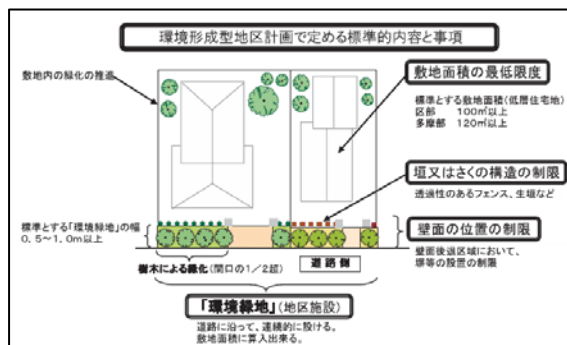 環境形成型地区計画で定める標準的内容と事項
敷地内の緑化の推進
敷地面積の最低限度
標準とする敷地面積(低層住宅地)
区部 100㎡以上
多摩部 120㎡以上
垣又はさくの構造の制限
透過性のあるフェンス、生垣など
標準とする「環境緑地」の幅
0.5~1.0m以上
壁面の位置の制限
壁面後退区域において、
塀等の設置の制限
樹木による緑化(間口の1/2超)
道路側
「環境緑地」(地区施設)
道路に沿って、連続的に設ける。
敷地面積に算入出来る。